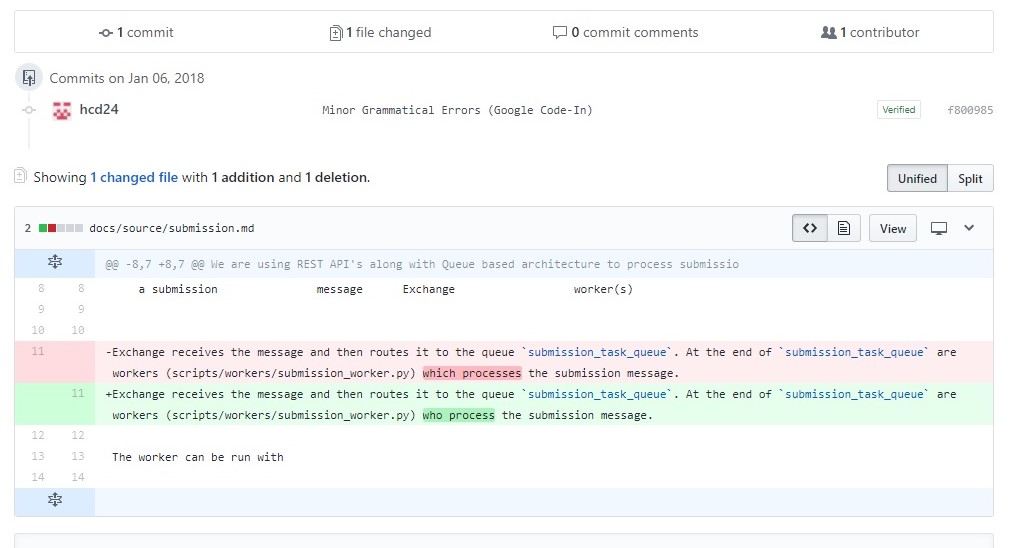 1 commit 1 file changed 0 commit comments 1 contributor
Commits on Jan 06, 2018
hcd24 Minor Grammatical Errors (Google Code-In) Verified f800985
Showing 1 changed file with 1 addition and 1 deletion. Unified Split
2 docs/source/submission.md <> View
@@ -8,7 +8,7 @@ We are using REST API's along with Queue based architecture to process submissio
8 8 a submission message Exchange worker(s)
9 9
10 10
11 -Exchange receives the message and then routes it to the queue `submission_task_queue`. At the end of `submission_task_queue` are
workers (scripts/workers/submission_worker.py) which processes the submission message.
11 +Exchange receives the message and then routes it to the queue `submission_task_queue`. At the end of `submission_task_queue` are
workers (scripts/workers/submission_worker.py) who process the submission message.
12 12
13 13 The worker can be run with
14 14